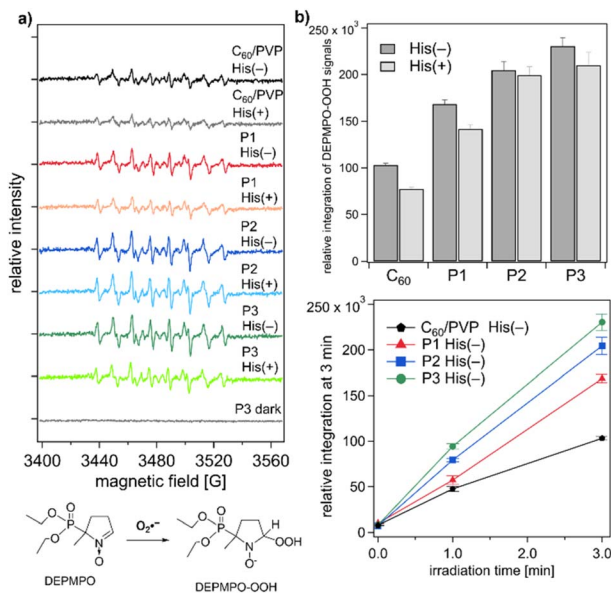 a)
C60/PVP
His(–)
C60/PVP
His(+)
P1
His(–)
P1
His(+)
P2
His(–)
P2
His(+)
P3
His(–)
P3
His(+)
P3 dark
relative intensity
3400 3440 3480 3520 3560
magnetic field [G]
O P O
O
N
O
DEPMPO
O2•−
O P O
O
H
OOH
N
O•
DEPMPO-OOH
b)
relative integration of DEPMPO-OOH signals
250 x 10³
200
150
100
50
0
His(–)
His(+)
C60 P1 P2 P3
relative integration at 3 min
250 x 10³
200
150
100
50
0
C60/PVP His(–)
P1 His(–)
P2 His(–)
P3 His(–)
0.0 1.0 2.0 3.0
irradiation time [min]